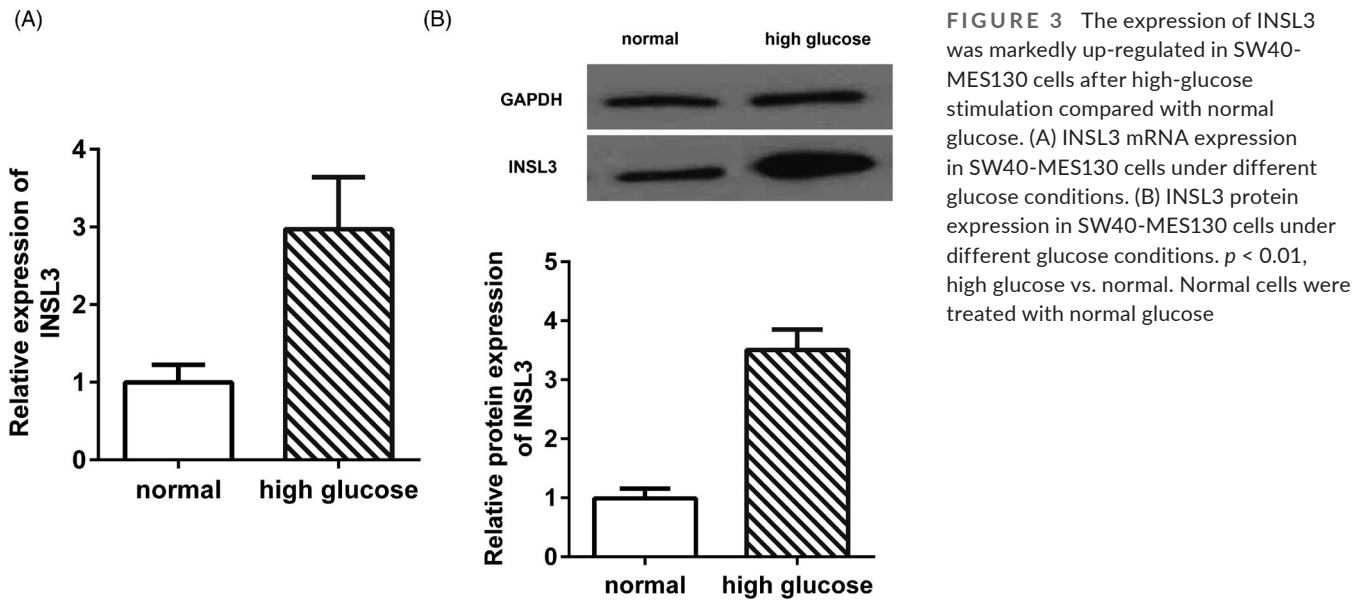 (A)
Relative expression of
INSL3
4
3
2
1
0
normal
high glucose
(B)
normal
high glucose
GAPDH
INSL3
Relative protein expression
of INSL3
5
4
3
2
1
0
normal
high glucose
FIGURE 3 The expression of INSL3
was markedly up-regulated in SW40-
MES130 cells after high-glucose
stimulation compared with normal
glucose. (A) INSL3 mRNA expression
in SW40-MES130 cells under different
glucose conditions. (B) INSL3 protein
expression in SW40-MES130 cells under
different glucose conditions. p < 0.01,
high glucose vs. normal. Normal cells were
treated with normal glucose